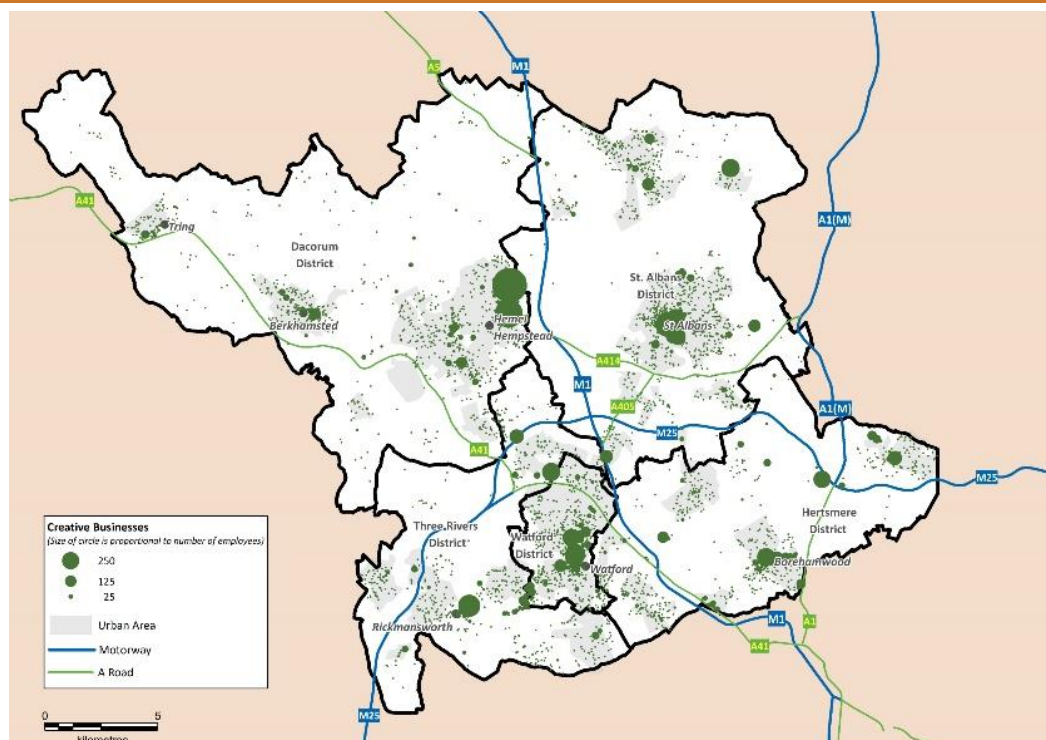 A5
M1
A41
Tring
Dacorum
District
A1(M)
St. Albans
District
Berkhamsted
Hemel
Hempstead
St Albans
A414
M1
A405
A1(M)
A41
M25
M25
Three Rivers
District
Watford
District
Watford
Hertsmere
District
Borehamwood
Rickmansworth
M1
A1
A41
M25
Creative Businesses
(Size of circle is proportional to number of employees)
250
125
25
Urban Area
Motorway
A Road
0 5
kilometres